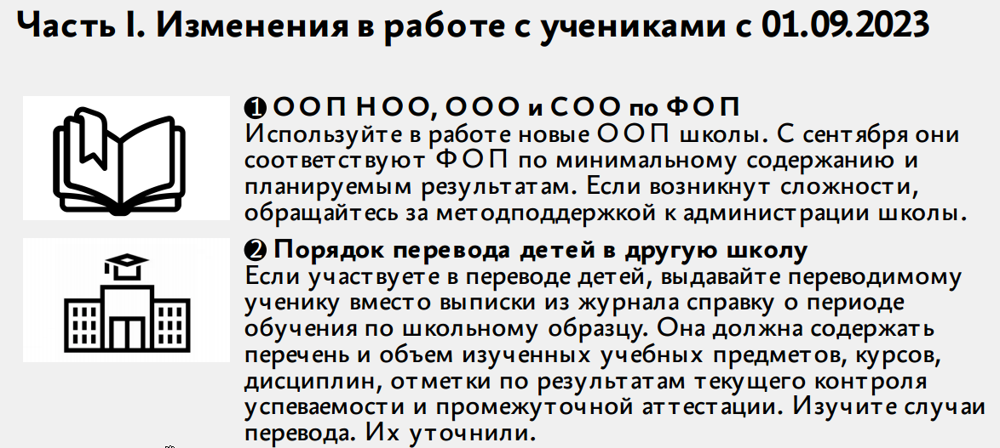 Часть I. Изменения в работе с учениками с 01.09.2023
❶ ООП НОО, ООО и СОО по ФОП
Используйте в работе новые ООП школы. С сентября они
соответствуют ФОП по минимальному содержанию и
планируемым результатам. Если возникнут сложности,
обращайтесь за методподдержкой к администрации школы.
❷ Порядок перевода детей в другую школу
Если участвуете в переводе детей, выдавайте переводимому
ученику вместо выписки из журнала справку о периоде
обучения по школьному образцу. Она должна содержать
перечень и объем изученных учебных предметов, курсов,
дисциплин, отметки по результатам текущего контроля
успеваемости и промежуточной аттестации. Изучите случаи
перевода. Их уточнили.